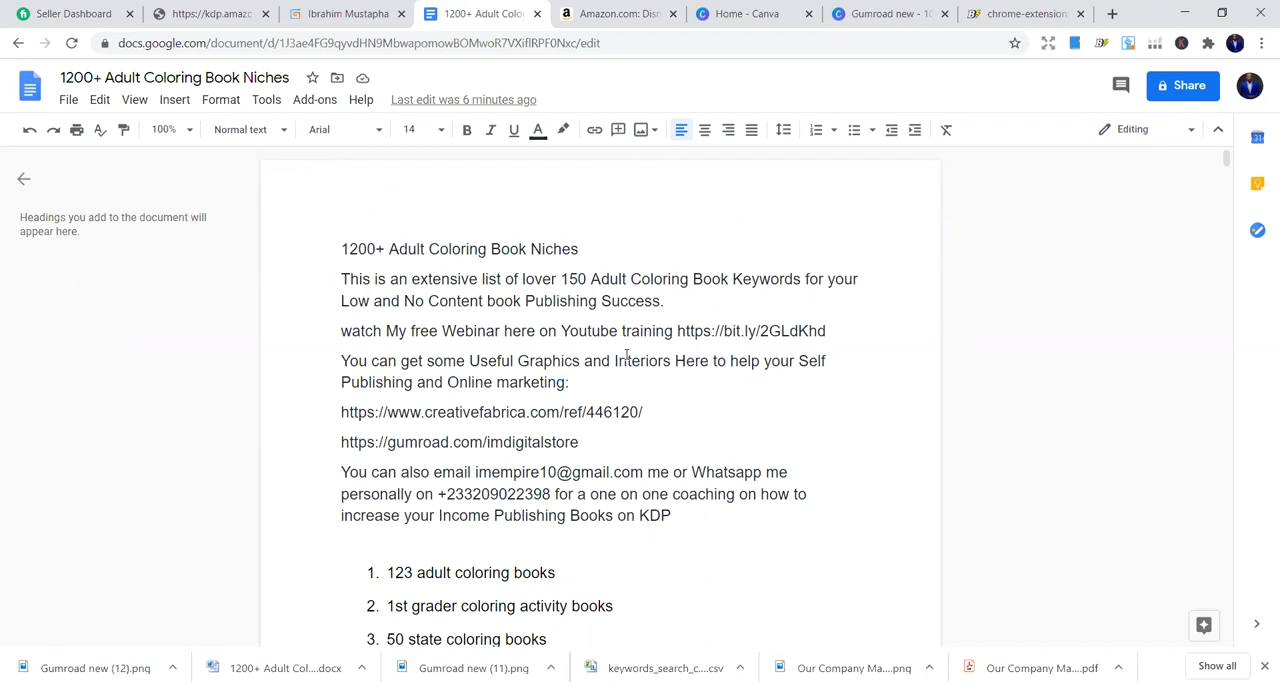 Seller Dashboard
https://kdp.amazc
Ibrahim Mustapha
1200+ Adult Colo
Amazon.com: Disn
Home - Canva
Gumroad new - 10
chrome-extension
docs.google.com/document/d/1J3ae4FG9qyvdHN9MbwapomowBOMwoR7VXiflRPF0Nxc/edit
1200+ Adult Coloring Book Niches
File Edit View Insert Format Tools Add-ons Help Last edit was 6 minutes ago
Share
100% Normal text Arial 14 B I U A Editing
Headings you add to the document will
appear here.
1200+ Adult Coloring Book Niches
This is an extensive list of lover 150 Adult Coloring Book Keywords for your
Low and No Content book Publishing Success.
watch My free Webinar here on Youtube training https://bit.ly/2GLdKhd
You can get some Useful Graphics and Interiors Here to help your Self
Publishing and Online marketing:
https://www.creativefabrica.com/ref/446120/
https://gumroad.com/imdigitalstore
You can also email imempire10@gmail.com me or Whatsapp me
personally on +233209022398 for a one on one coaching on how to
increase your Income Publishing Books on KDP
1. 123 adult coloring books
2. 1st grader coloring activity books
3. 50 state coloring books
Gumroad new (12).png
1200+ Adult Col....docx
Gumroad new (11).png
keywords_search_c....csv
Our Company Ma....png
Our Company Ma....pdf
Show all